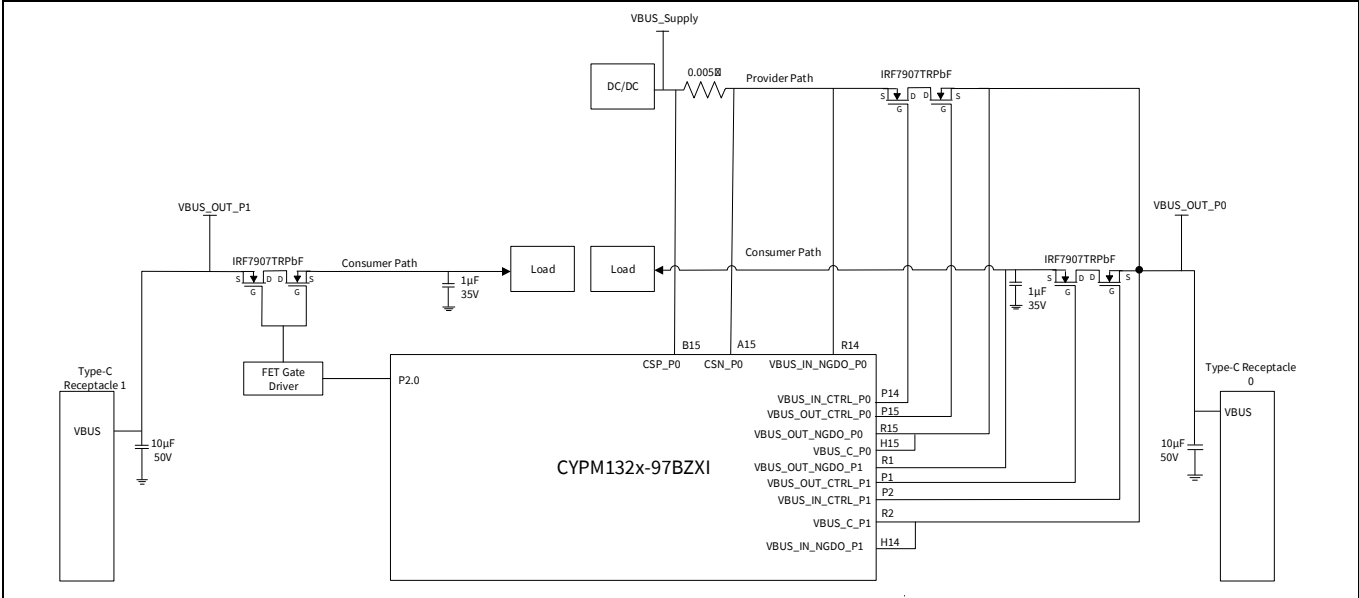 VBUS_Supply
DC/DC
0.005
Provider Path
IRF7907TRPbF
S D D S
G G
VBUS_OUT_P1
VBUS_OUT_P0
IRF7907TRPbF
S D D S
G G
Consumer Path
1µF
35V
Load
Load
Consumer Path
IRF7907TRPbF
S D D S
G G
1µF
35V
Type-C
Receptacle 1
VBUS
10µF
50V
FET Gate
Driver
P2.0
B15
A15
R14
CSP_P0
CSN_P0
VBUS_IN_NGDO_P0
VBUS_IN_CTRL_P0 P14
VBUS_OUT_CTRL_P0 P15
VBUS_OUT_NGDO_P0 R15
VBUS_C_P0 H15
VBUS_OUT_NGDO_P1 R1
VBUS_OUT_CTRL_P1 P1
VBUS_IN_CTRL_P1 P2
VBUS_C_P1 R2
VBUS_IN_NGDO_P1 H14
CYPM132x-97BZXI
Type-C Receptacle
0
VBUS
10µF
50V